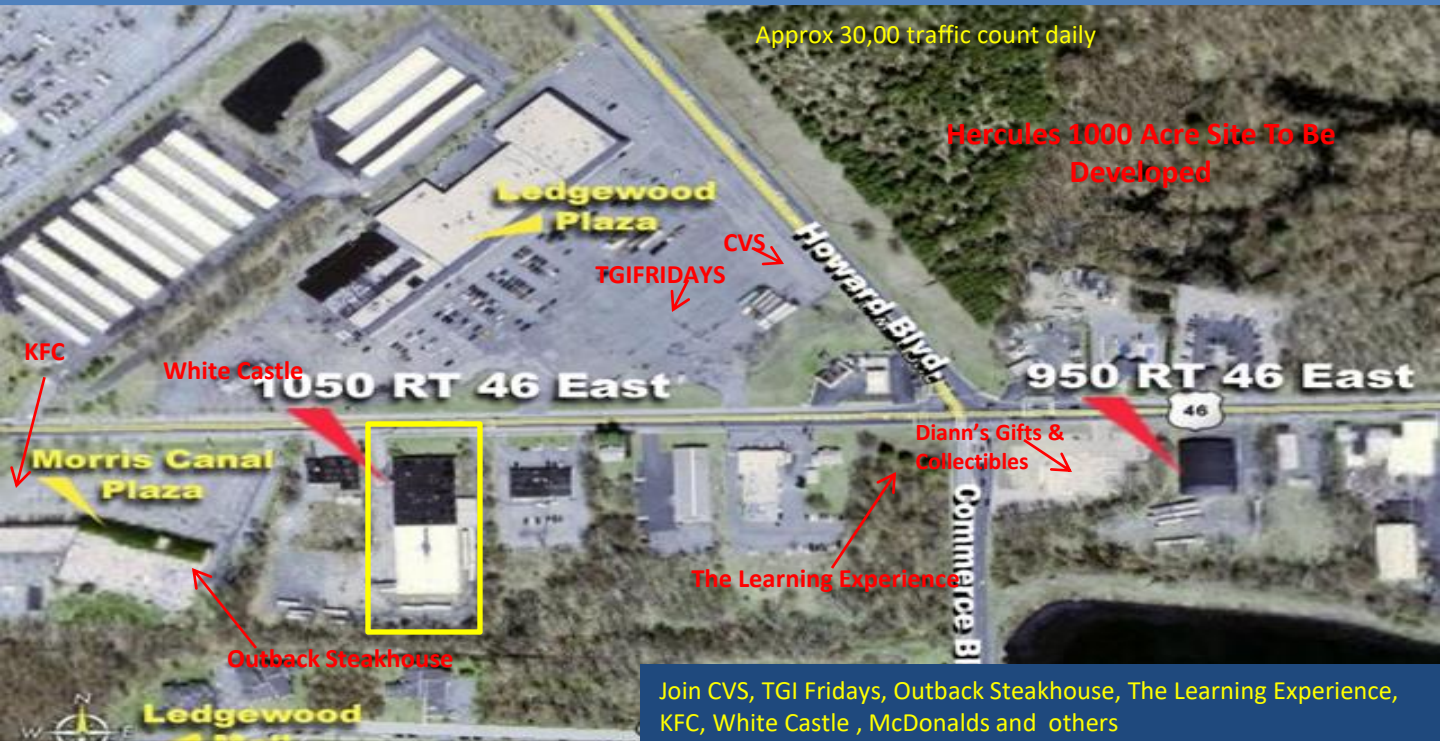 Approx 30,00 traffic count daily
Hercules 1000 Acre Site To Be
Developed
Ledgewood
Plaza
CVS
Howard Blvd.
TGIFRIDAYS
KFC
White Castle
1050 RT 46 East
950 RT 46 East
46
Diann's Gifts &
Collectibles
Morris Canal
Plaza
Commerce Bl
The Learning Experience
Outback Steakhouse
N
W E
Ledgewood
Join CVS, TGI Fridays, Outback Steakhouse, The Learning Experience,
KFC, White Castle , McDonalds and others